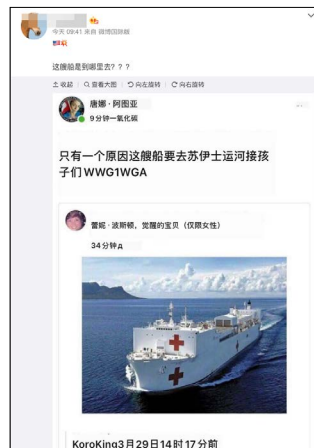 今天 09:41 来自 微博国际版
这艘船是到哪里去？？？
收起 查看大图 向左旋转 向右旋转
唐娜·阿图亚
9分钟一氧化碳
只有一个原因这艘船要去苏伊士运河接孩
子们WWG1WGA
蕾妮·波斯顿，觉醒的宝贝（仅限女性）
34分钟д
KoroKing3月29日14时17分前